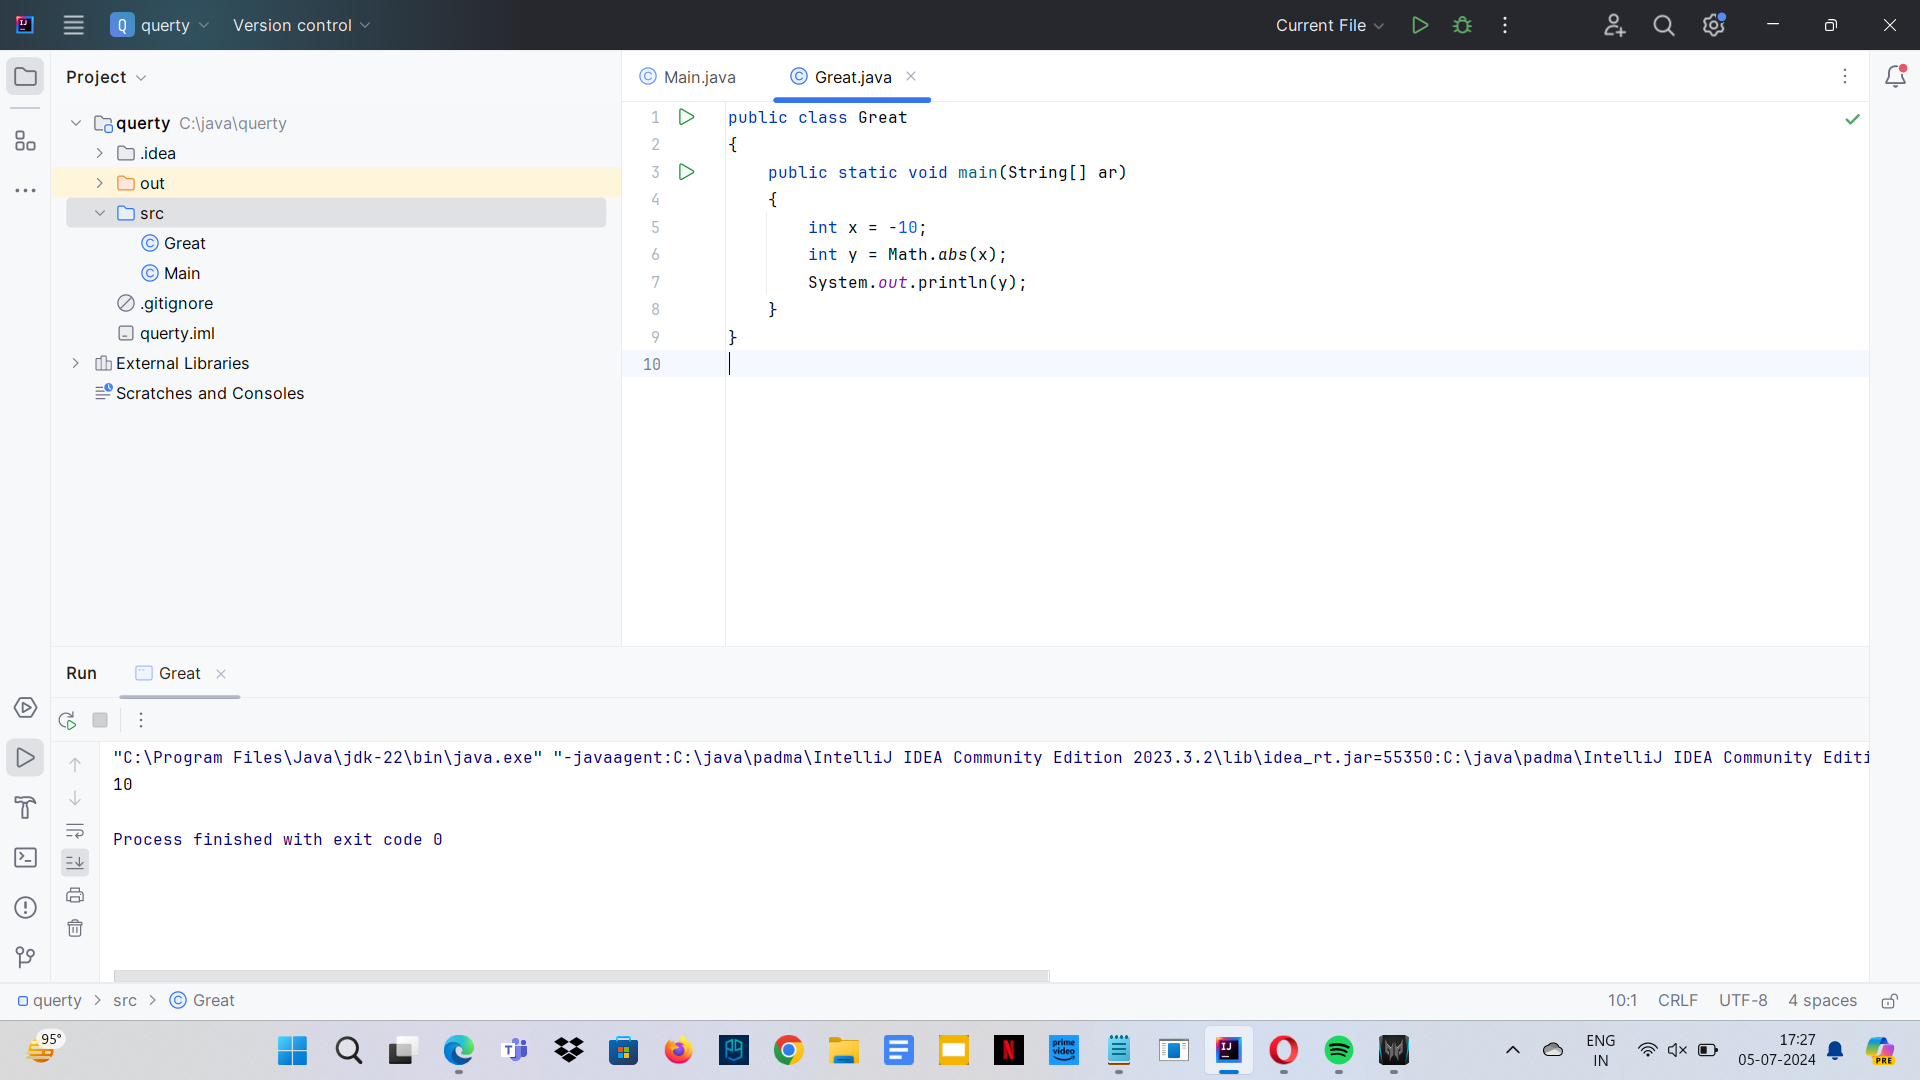 Q querty Version control Current File
Project
querty C:\java\querty
.idea
out
src
Great
Main
.gitignore
querty.iml
External Libraries
Scratches and Consoles
Main.java Great.java
1 public class Great
2 {
3 public static void main(String[] ar)
4 {
5 int x = -10;
6 int y = Math.abs(x);
7 System.out.println(y);
8 }
9 }
10
Run Great
"C:\Program Files\Java\jdk-22\bin\java.exe" "-javaagent:C:\java\padma\IntelliJ IDEA Community Edition 2023.3.2\lib\idea_rt.jar=55350:C:\java\padma\IntelliJ IDEA Community Editi
10
Process finished with exit code 0
querty > src > Great 10:1 CRLF UTF-8 4 spaces
95° ENG 17:27
IN 05-07-2024
prime video
PRE